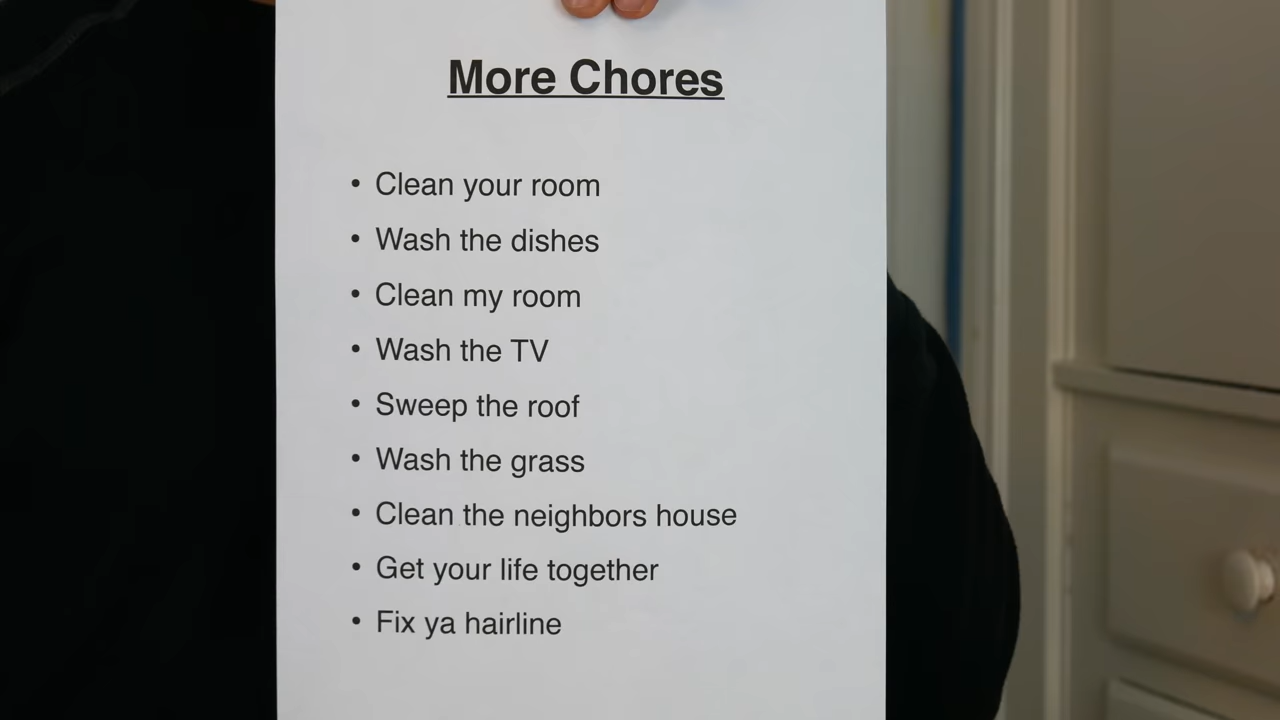 More Chores
• Clean your room
• Wash the dishes
• Clean my room
• Wash the TV
• Sweep the roof
• Wash the grass
• Clean the neighbors house
• Get your life together
• Fix ya hairline